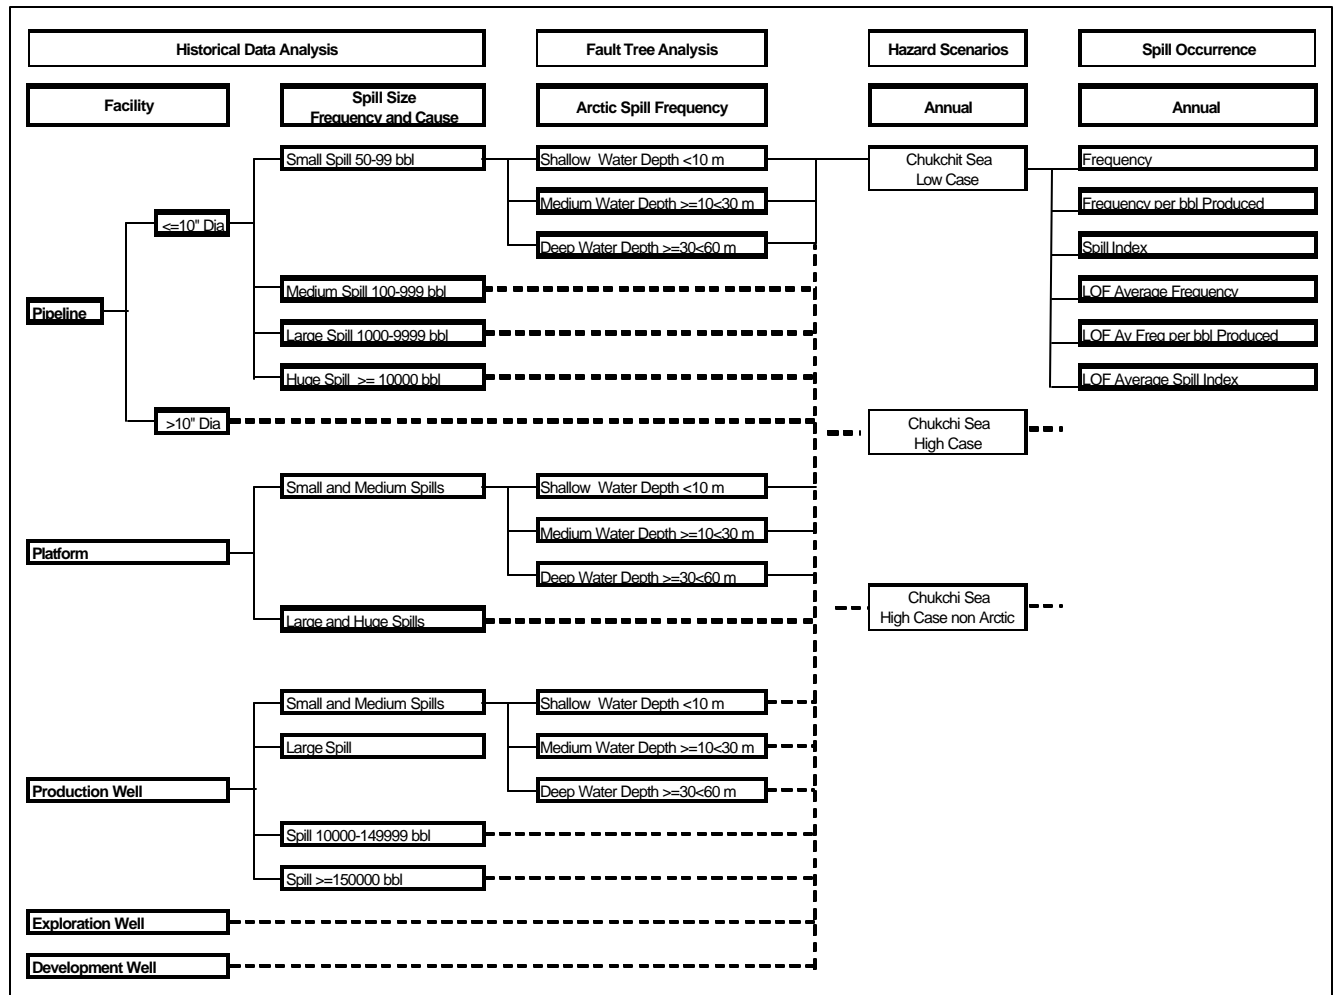 Historical Data Analysis
Fault Tree Analysis
Hazard Scenarios
Spill Occurrence
Facility
Spill Size
Frequency and Cause
Arctic Spill Frequency
Annual
Annual
Small Spill 50-99 bbl
Shallow Water Depth <10 m
Chukchit Sea
Low Case
Frequency
Medium Water Depth >=10<30 m
Frequency per bbl Produced
<=10" Dia
Deep Water Depth >=30<60 m
Spill Index
Medium Spill 100-999 bbl
LOF Average Frequency
Pipeline
Large Spill 1000-9999 bbl
LOF Av Freq per bbl Produced
Huge Spill >= 10000 bbl
LOF Average Spill Index
>10" Dia
Chukchi Sea
High Case
Small and Medium Spills
Shallow Water Depth <10 m
Medium Water Depth >=10<30 m
Platform
Deep Water Depth >=30<60 m
Chukchi Sea
High Case non Arctic
Large and Huge Spills
Small and Medium Spills
Shallow Water Depth <10 m
Large Spill
Medium Water Depth >=10<30 m
Production Well
Deep Water Depth >=30<60 m
Spill 10000-149999 bbl
Spill >=150000 bbl
Exploration Well
Development Well